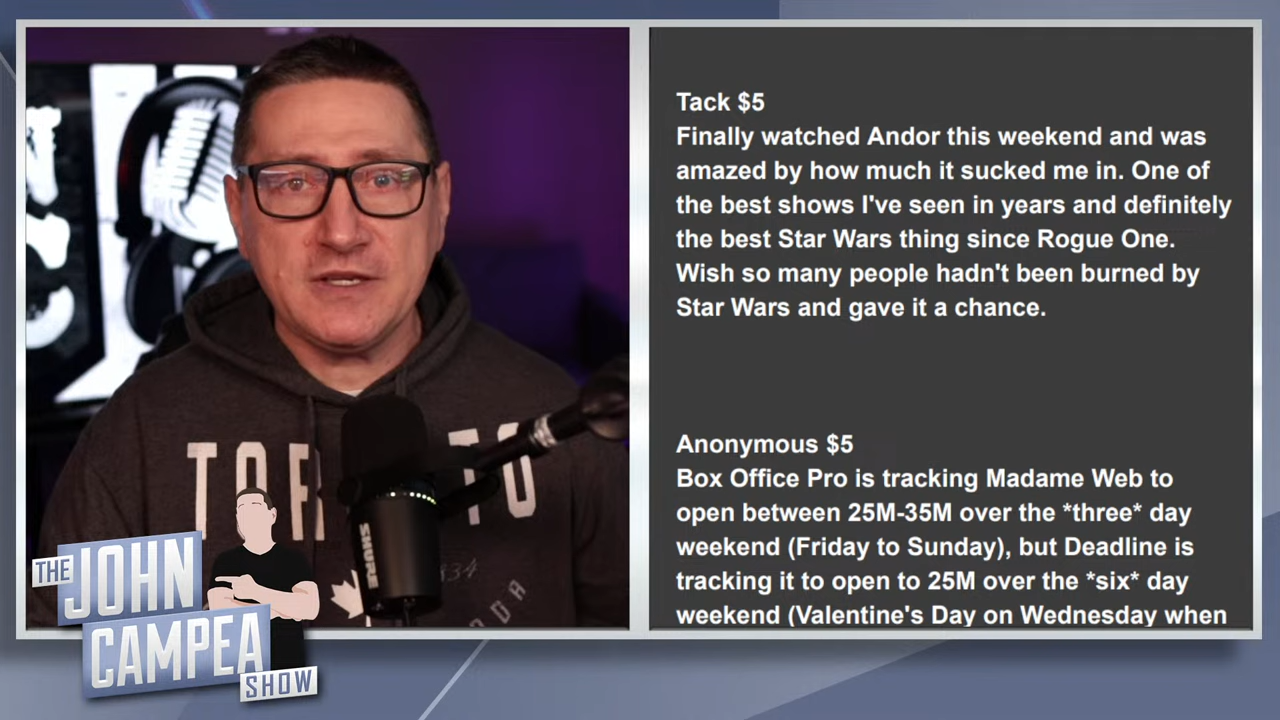 Tack $5
Finally watched Andor this weekend and was
amazed by how much it sucked me in. One of
the best shows I've seen in years and definitely
the best Star Wars thing since Rogue One.
Wish so many people hadn't been burned by
Star Wars and gave it a chance.
Anonymous $5
Box Office Pro is tracking Madame Web to
open between 25M-35M over the *three* day
weekend (Friday to Sunday), but Deadline is
tracking it to open to 25M over the *six* day
weekend (Valentine's Day on Wednesday when
TOR TO
SHURE
834
DA
THE
JOHN
CAMPEA
SHOW